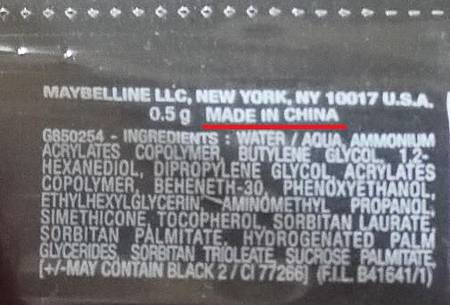 MAYBELLINE LLC, NEW YORK, NY 10017 U.S.A.
0.5 g MADE IN CHINA
G850254 - INGREDIENTS : WATER / AQUA, AMMONIUM
ACRYLATES COPOLYMER, BUTYLENE GLYCOL, 1,2-
HEXANEDIOL, DIPROPYLENE GLYCOL, ACRYLATES
COPOLYMER, BEHENETH-30, PHENOXYETHANOL,
ETHYLHEXYLGLYCERIN, AMINOMETHYL PROPANOL,
SIMETHICONE, TOCOPHEROL, SORBITAN LAURATE,
SORBITAN PALMITATE, HYDROGENATED PALM
GLYCERIDES, SORBITAN TRIOLEATE, SUCROSE PALMITATE,
[+/-MAY CONTAIN BLACK 2 / CI 77266] (F.I.L. B41641/1)